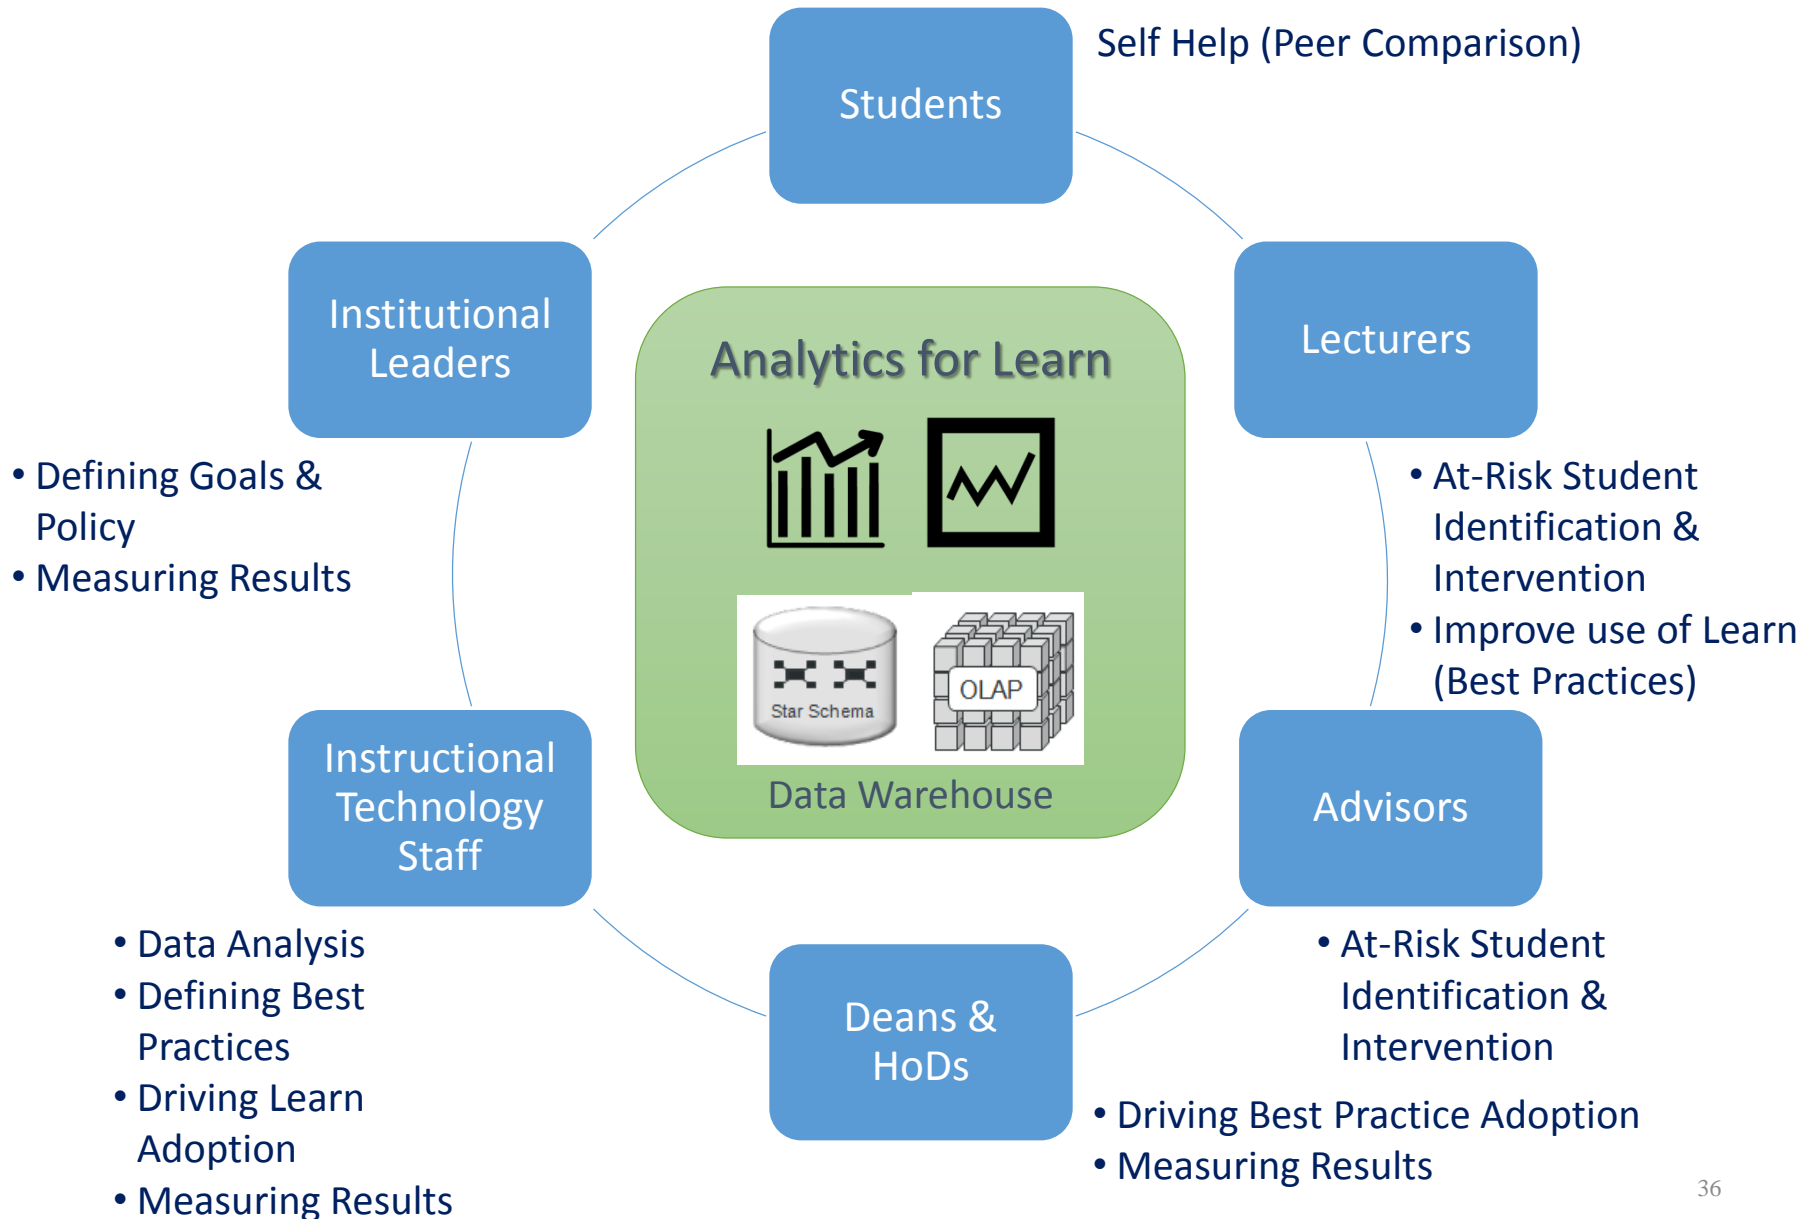 Students
Self Help (Peer Comparison)
Institutional
Leaders
Lecturers
Analytics for Learn
• Defining Goals &
Policy
• Measuring Results
• At-Risk Student
Identification &
Intervention
• Improve use of Learn
(Best Practices)
Star Schema
OLAP
Data Warehouse
Instructional
Technology
Staff
Advisors
• Data Analysis
• Defining Best
Practices
• Driving Learn
Adoption
• Measuring Results
Deans &
HoDs
• At-Risk Student
Identification &
Intervention
• Driving Best Practice Adoption
• Measuring Results
36